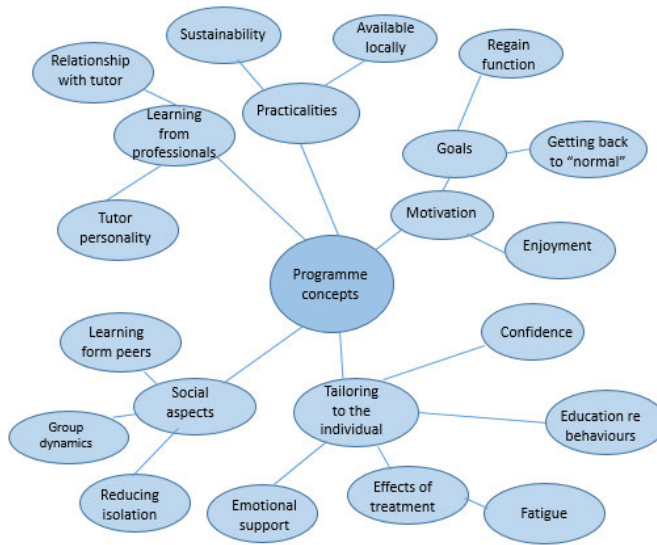 Sustainability
Available
locally
Regain
function
Relationship
with tutor
Practicalities
Learning
from
professionals
Goals
Getting back
to “normal”
Tutor
personality
Motivation
Enjoyment
Programme
concepts
Learning
form peers
Confidence
Social
aspects
Tailoring
to the
individual
Group
dynamics
Education re
behaviours
Reducing
isolation
Emotional
support
Effects of
treatment
Fatigue